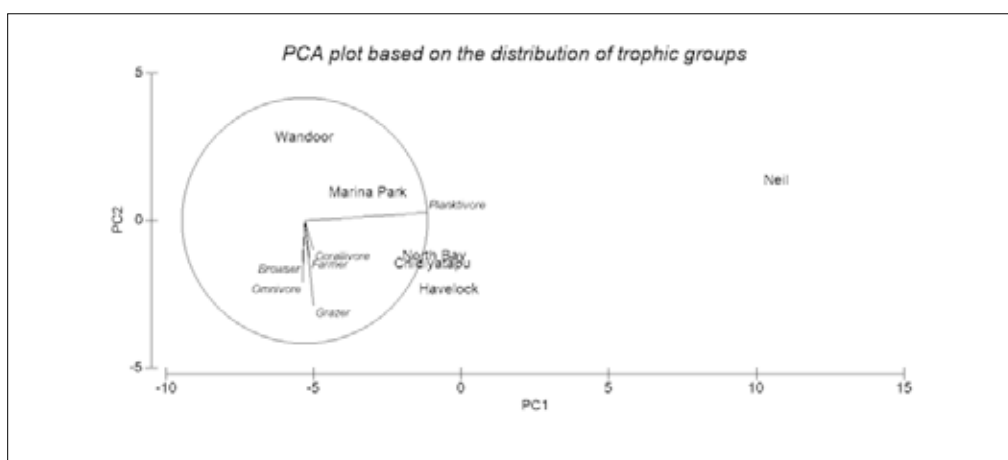 PCA plot based on the distribution of trophic groups
5
Wandoor
Neil
Marina Park
Planktivore
PC2
0
Corallivore
North Bay
Browser
Farmer
Chidiyatapu
Omnivore
Havelock
Grazer
-5
-10
-5
0
5
10
15
PC1